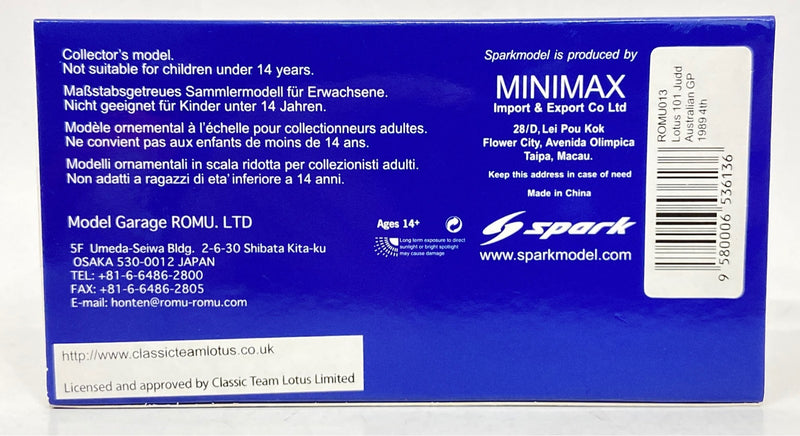 Collector's model.
Not suitable for children under 14 years.
Maßstabsgetreues Sammlermodell für Erwachsene.
Nicht geeignet für Kinder unter 14 Jahren.
Modèle ornemental à l'échelle pour collectionneurs adultes.
Ne convient pas aux enfants de moins de 14 ans.
Modelli ornamentali in scala ridotta per collezionisti adulti.
Non adatti a ragazzi di eta' inferiore a 14 anni.
Model Garage ROMU. LTD
5F Umeda-Seiwa Bldg. 2-6-30 Shibata Kita-ku
OSAKA 530-0012 JAPAN
TEL: +81-6-6486-2800
FAX: +81-6-6486-2805
E-mail: honten@romu-romu.com
http://www.classicteamlotus.co.uk
Licensed and approved by Classic Team Lotus Limited
Ages 14+
Long term exposure to direct
sunlight or bright spotlight
may cause damage
Sparkmodel is produced by
MINIMAX
Import & Export Co Ltd
28/D, Lei Pou Kok
Flower City, Avenida Olimpica
Taipa, Macau.
Keep this address in case of need
Made in China
spark
www.sparkmodel.com
ROMU013
Lotus 101 Judd
Australian GP
1989 4th
9 580006 536136